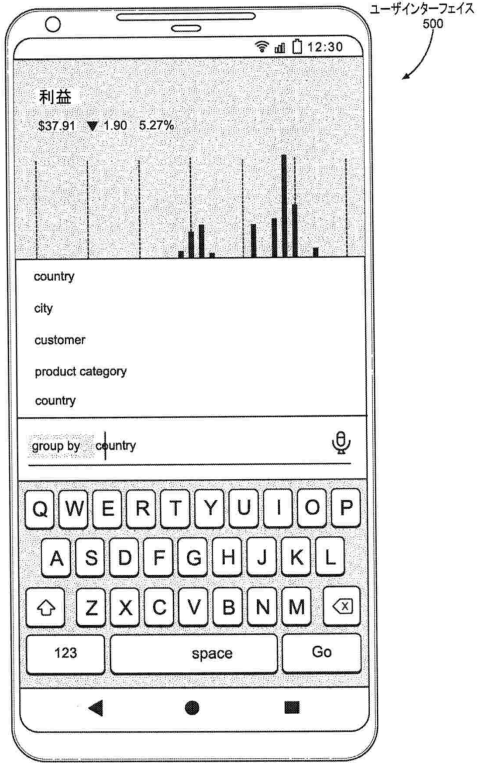 ユーザインターフェイス
500
12:30
利益
$37.91 ▼ 1.90 5.27%
country
city
customer
product category
country
group by country
Q W E R T Y U I O P
A S D F G H J K L
Z X C V B N M
123 space Go